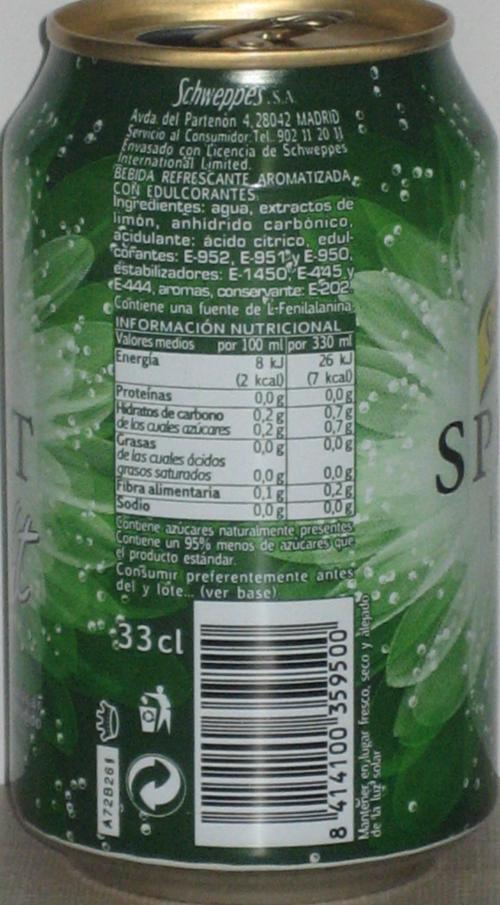 Schweppes, S.A.
Avda. del Partenón 4, 28042 MADRID
Servicio al Consumidor: Tel. 902 11 20 11
Envasado con Licencia de Schweppes
International Limited.
BEBIDA REFRESCANTE AROMATIZADA,
CON EDULCORANTES.
Ingredientes: agua, extractos de
limón, anhídrido carbónico,
acidulante: ácido cítrico, edul-
corantes: E-952, E-951 y E-950,
estabilizadores: E-1450, E-445 y
E-444, aromas, conservante: E-202.
Contiene una fuente de L-Fenilalanina
INFORMACIÓN NUTRICIONAL
Valores medios por 100 ml por 330 ml
Energía 8 kJ 26 kJ
(2 kcal) (7 kcal)
Proteínas 0,0 g 0,0 g
Hidratos de carbono 0,2 g 0,7 g
de los cuales azúcares 0,2 g 0,7 g
Grasas 0,0 g 0,0 g
de las cuales ácidos
grasos saturados 0,0 g 0,0 g
Fibra alimentaria 0,1 g 0,2 g
Sodio 0,0 g 0,0 g
Contiene azúcares naturalmente presentes
Contiene un 95% menos de azúcares que
el producto estándar.
Consumir preferentemente antes
del y lote... (ver base)
33 cl
8 414100 359500
Mantener en lugar fresco, seco y alejado
de la luz solar
A72B261
T
it
SP